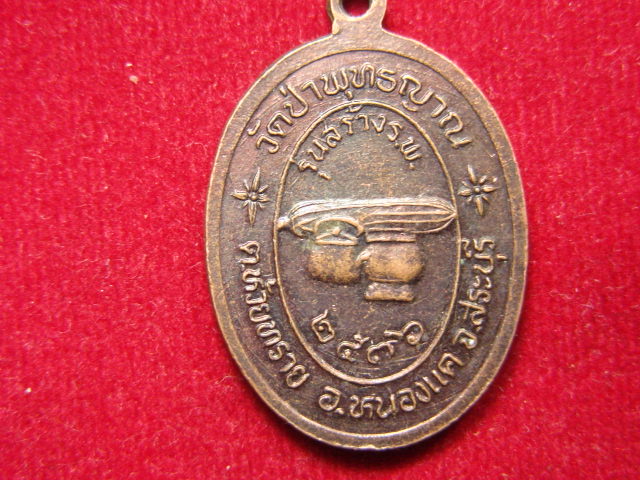 วัดป่าพุทธญาณ
รุ่นสร้างร.พ.
๒๕๓๖
ต.ห้วยทราย อ.หนองแค จ.สระบุรี